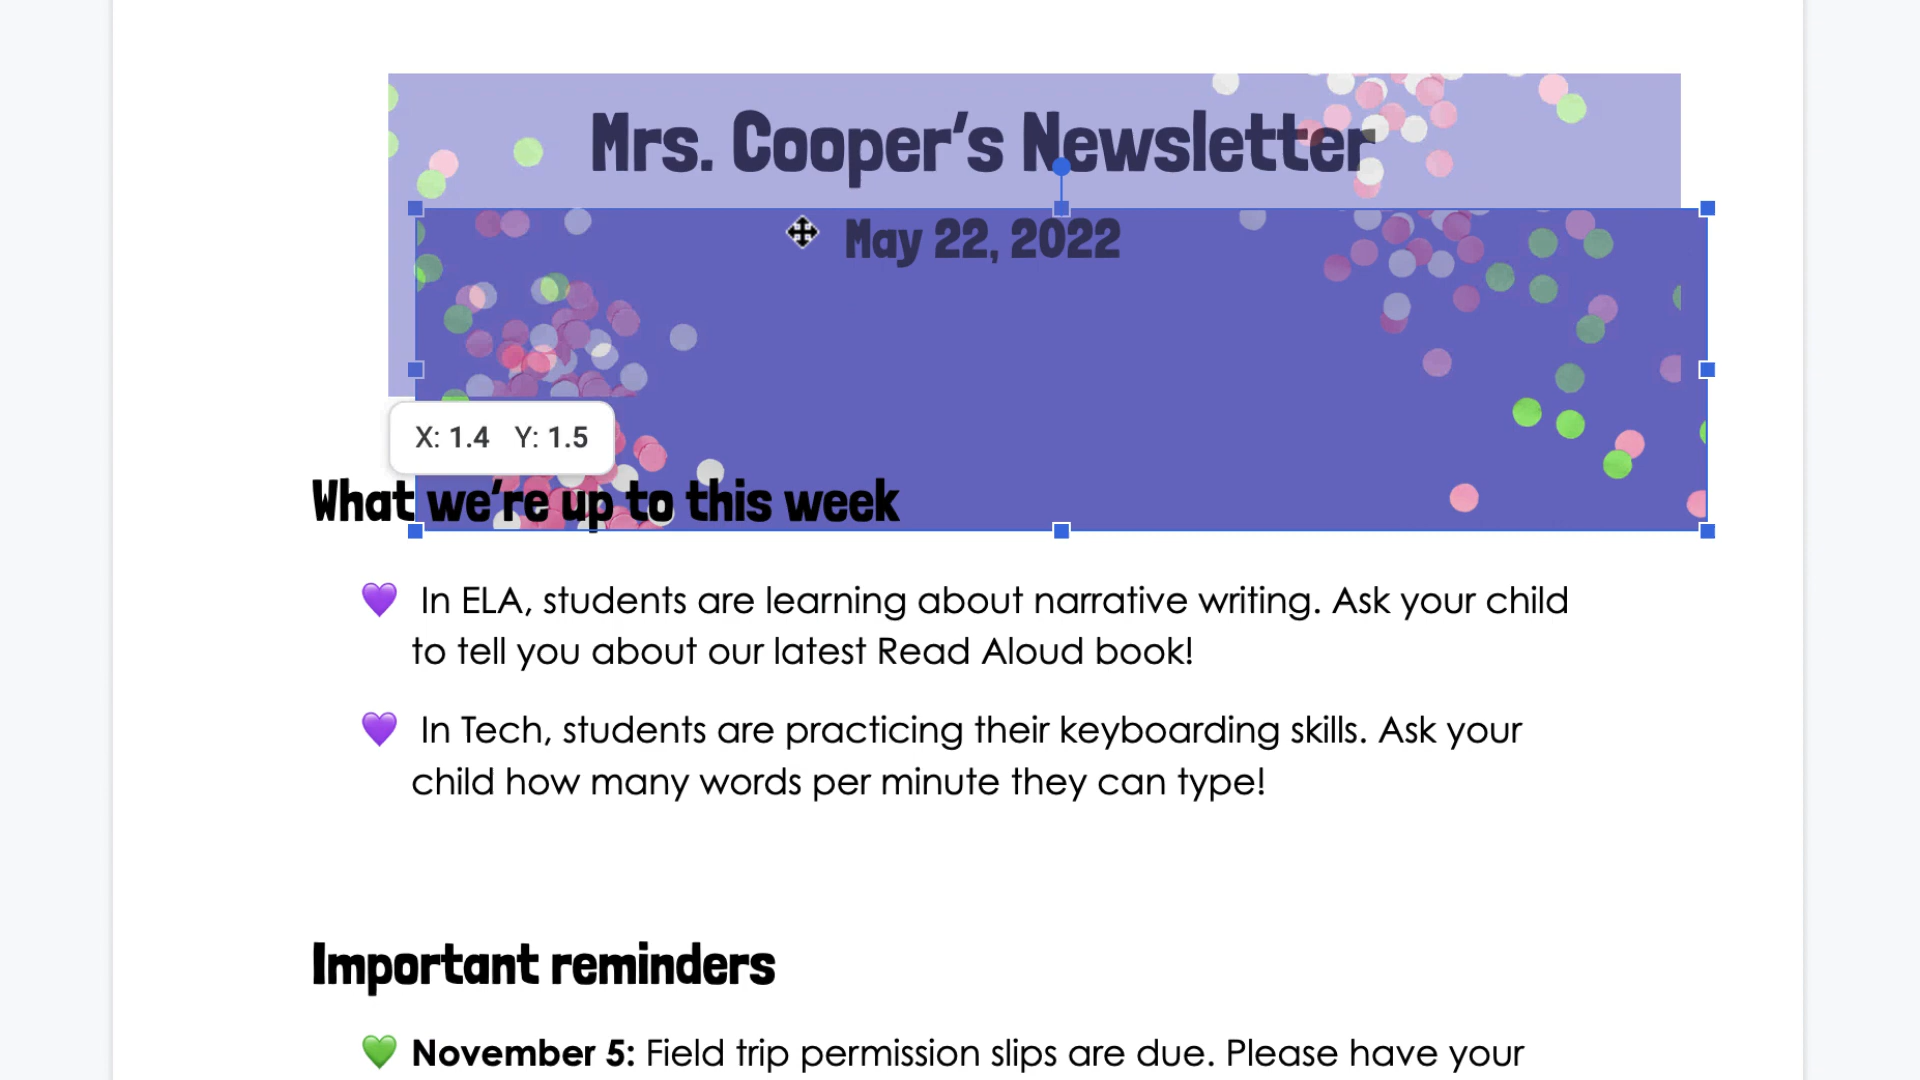 Mrs. Cooper’s Newsletter
May 22, 2022
X: 1.4 Y: 1.5
What we’re up to this week
💜 In ELA, students are learning about narrative writing. Ask your child
to tell you about our latest Read Aloud book!
💜 In Tech, students are practicing their keyboarding skills. Ask your
child how many words per minute they can type!
Important reminders
💚 November 5: Field trip permission slips are due. Please have your